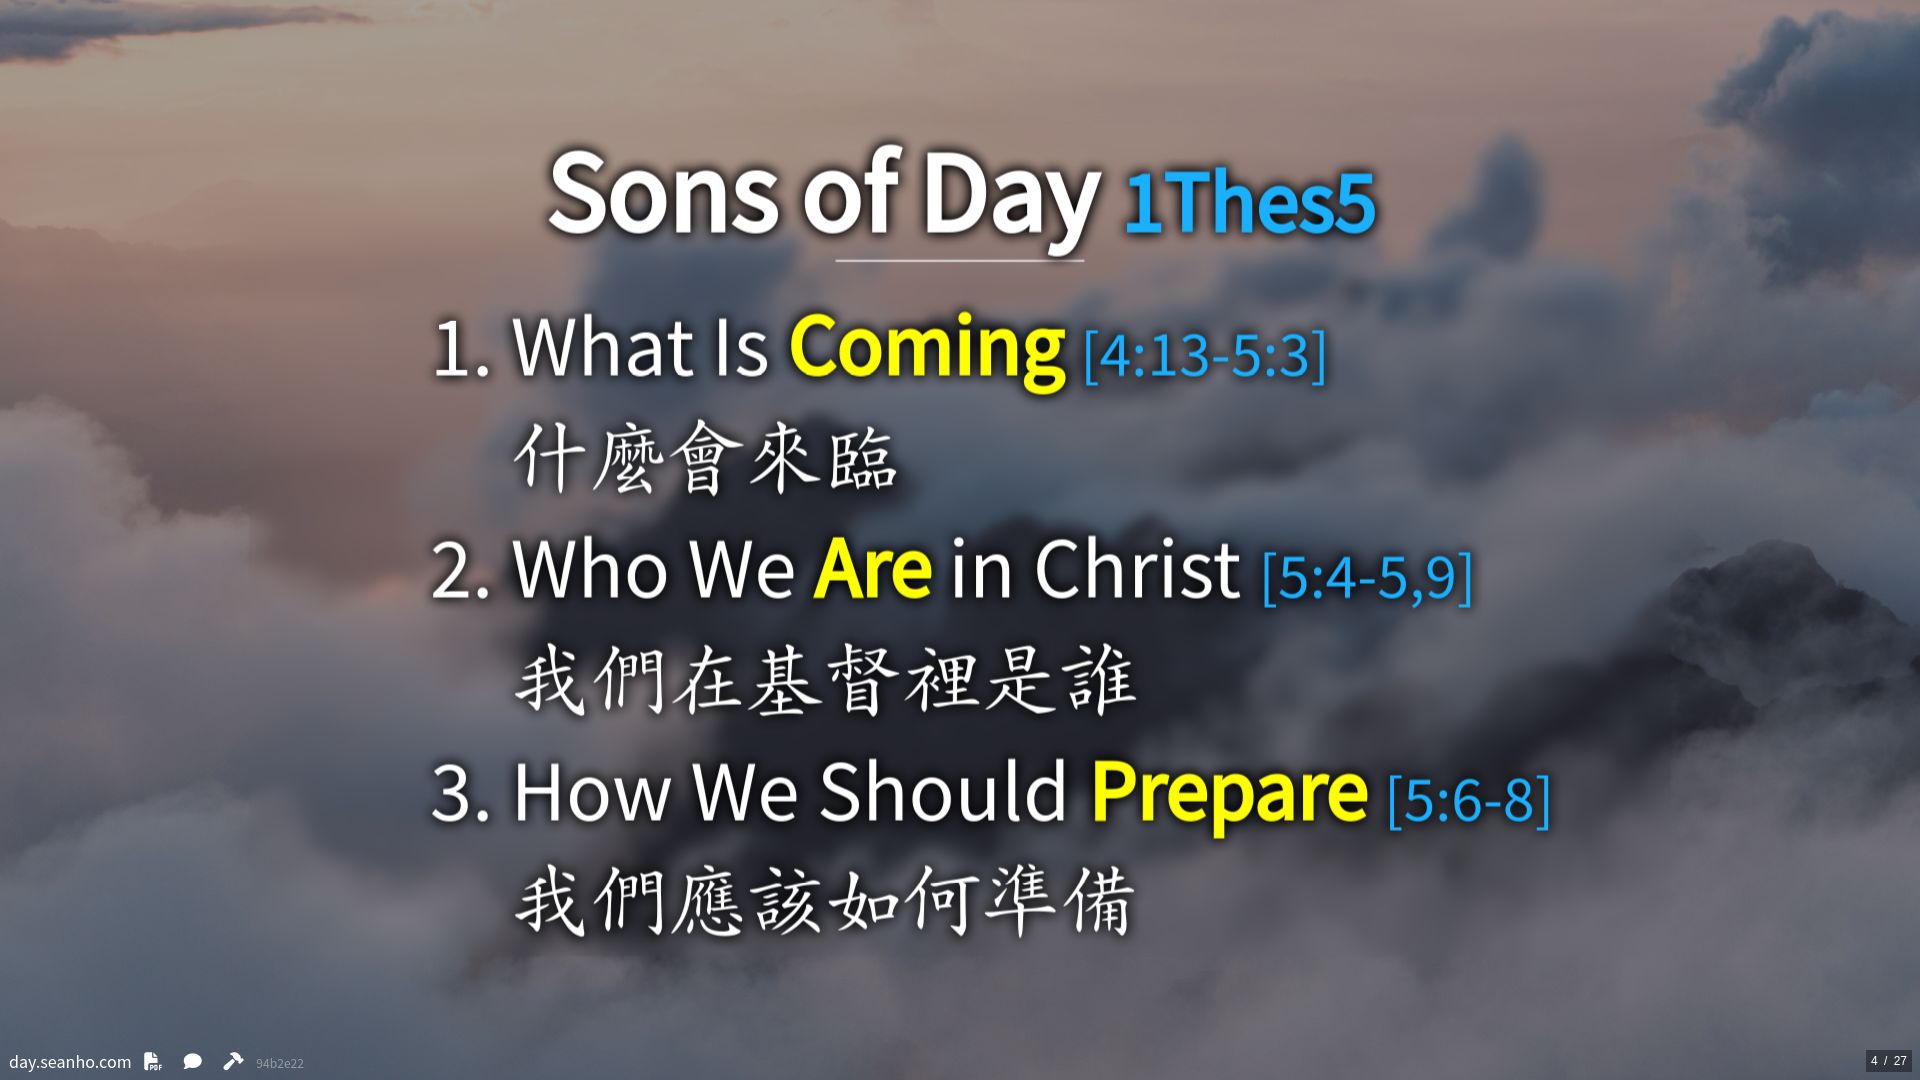 Sons of Day 1Thes5
1. What Is Coming [4:13-5:3]
什麼會來臨
2. Who We Are in Christ [5:4-5,9]
我們在基督裡是誰
3. How We Should Prepare [5:6-8]
我們應該如何準備
day.seanho.com PDF 94b2e22
4 / 27